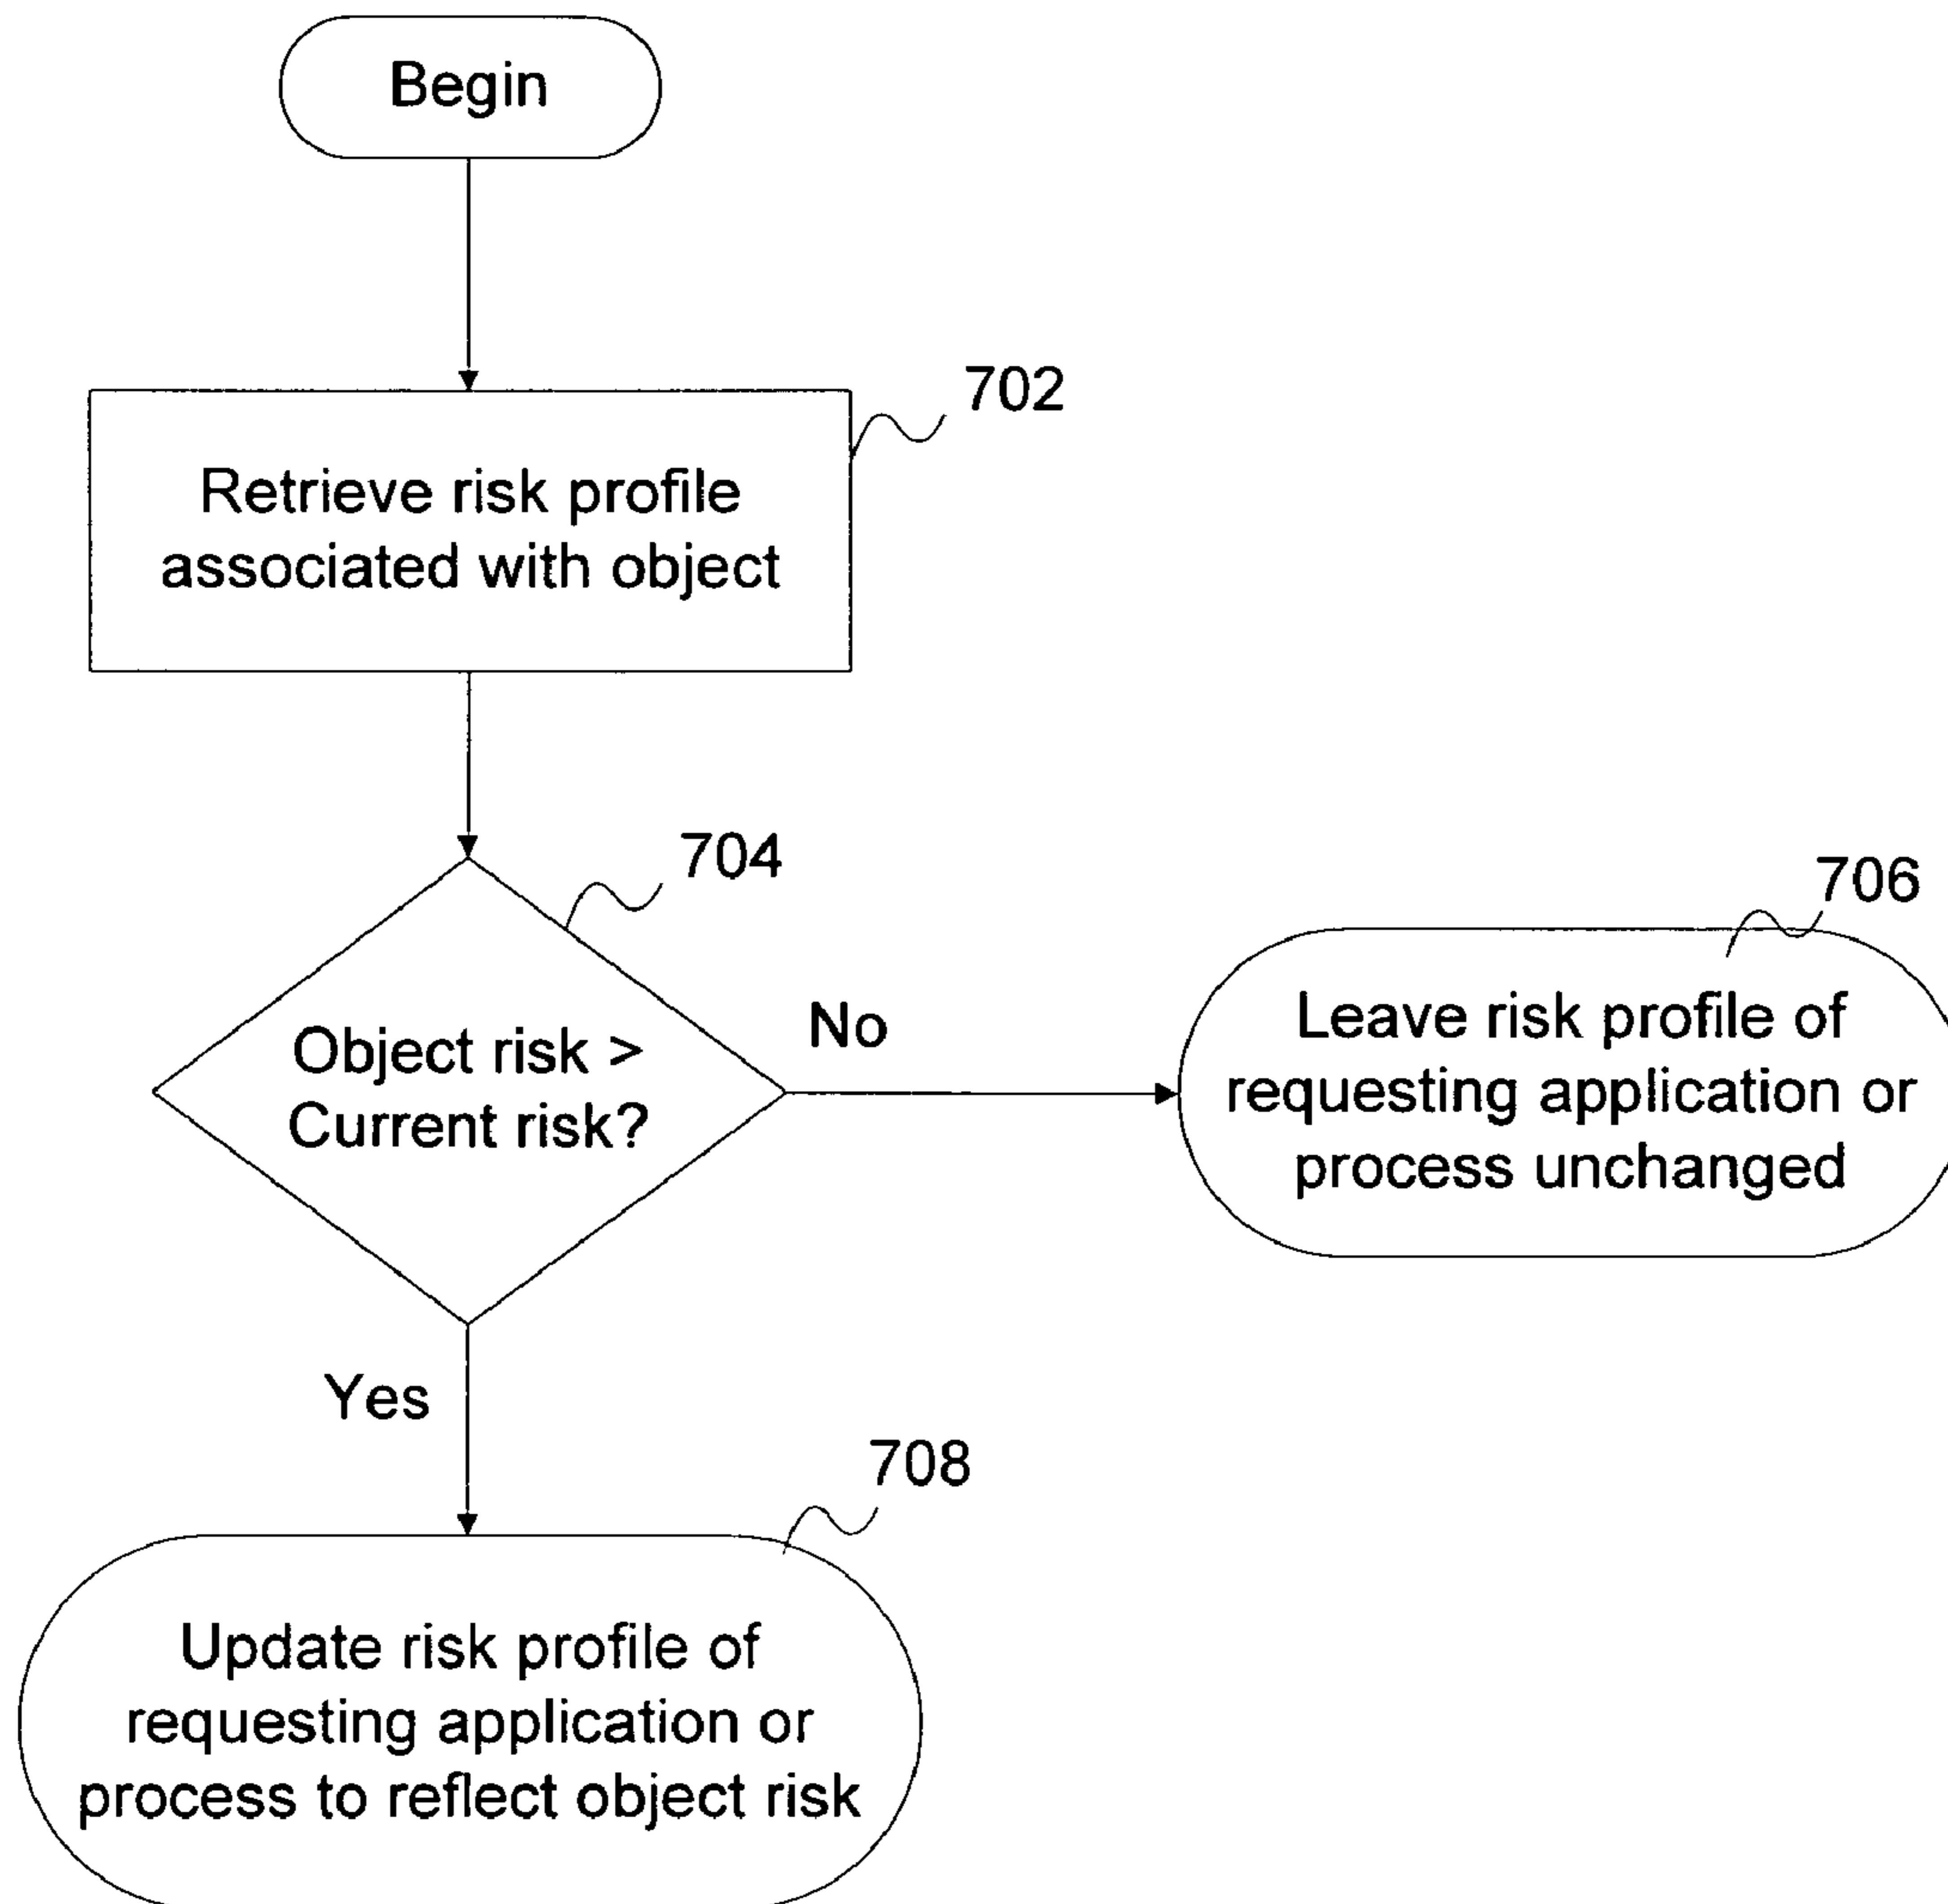 Begin
702
Retrieve risk profile
associated with object
704
Object risk >
Current risk?
No
706
Leave risk profile of
requesting application or
process unchanged
Yes
708
Update risk profile of
requesting application or
process to reflect object risk